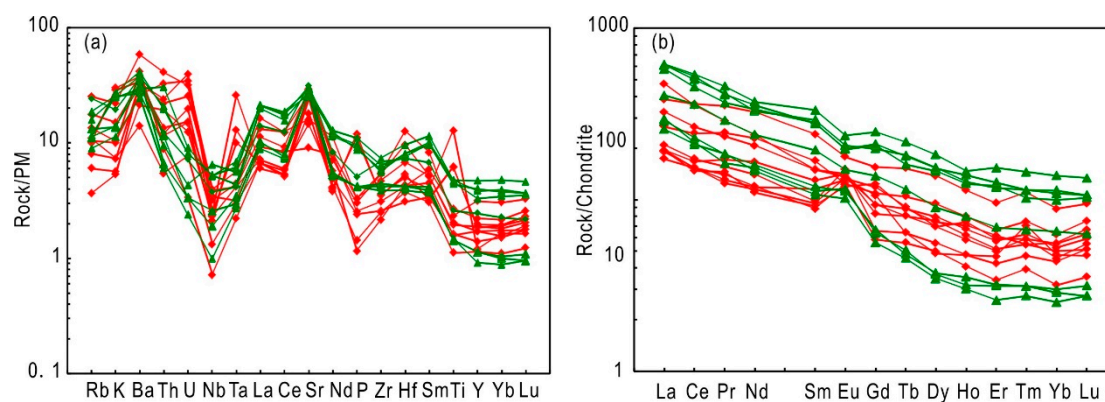 (a)
100
10
1
0.1
Rock/PM
Rb K Ba Th U Nb Ta La Ce Sr Nd P Zr Hf Sm Ti Y Yb Lu
(b)
1000
100
10
1
Rock/Chondrite
La Ce Pr Nd Sm Eu Gd Tb Dy Ho Er Tm Yb Lu